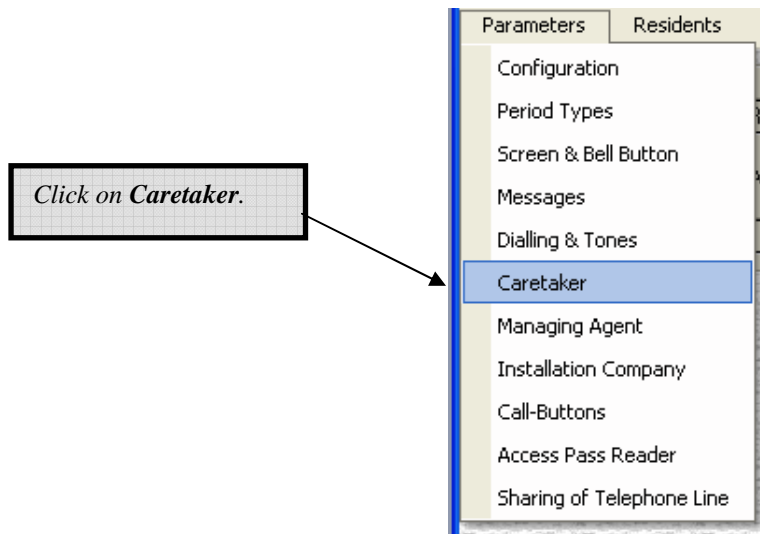 Parameters Residents
Configuration
Period Types
Screen & Bell Button
Click on Caretaker.
Messages
Dialling & Tones
Caretaker
Managing Agent
Installation Company
Call-Buttons
Access Pass Reader
Sharing of Telephone Line